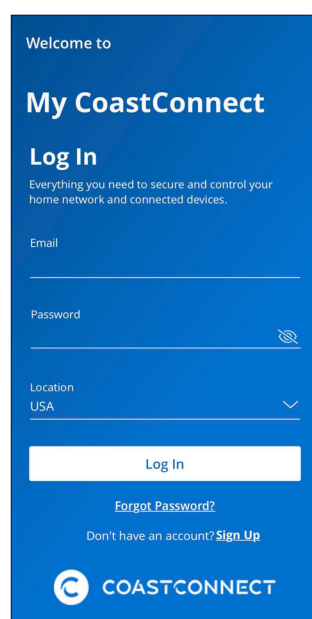 Welcome to
My CoastConnect
Log In
Everything you need to secure and control your
home network and connected devices.
Email
Password
Location
USA
Log In
Forgot Password?
Don't have an account? Sign Up
C COASTCONNECT